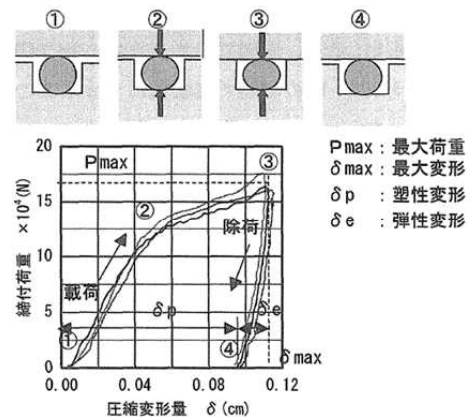 ① ② ③ ④
Pmax：最大荷重
δmax：最大変形
δp：塑性変形
δe：弾性変形
Pmax
③
②
除荷
載荷
δp
δe
①
④
δmax
締付荷重 ×10⁴(N)
20
15
10
5
0
0.00 0.04 0.08 0.12
圧縮変形量 δ (cm)